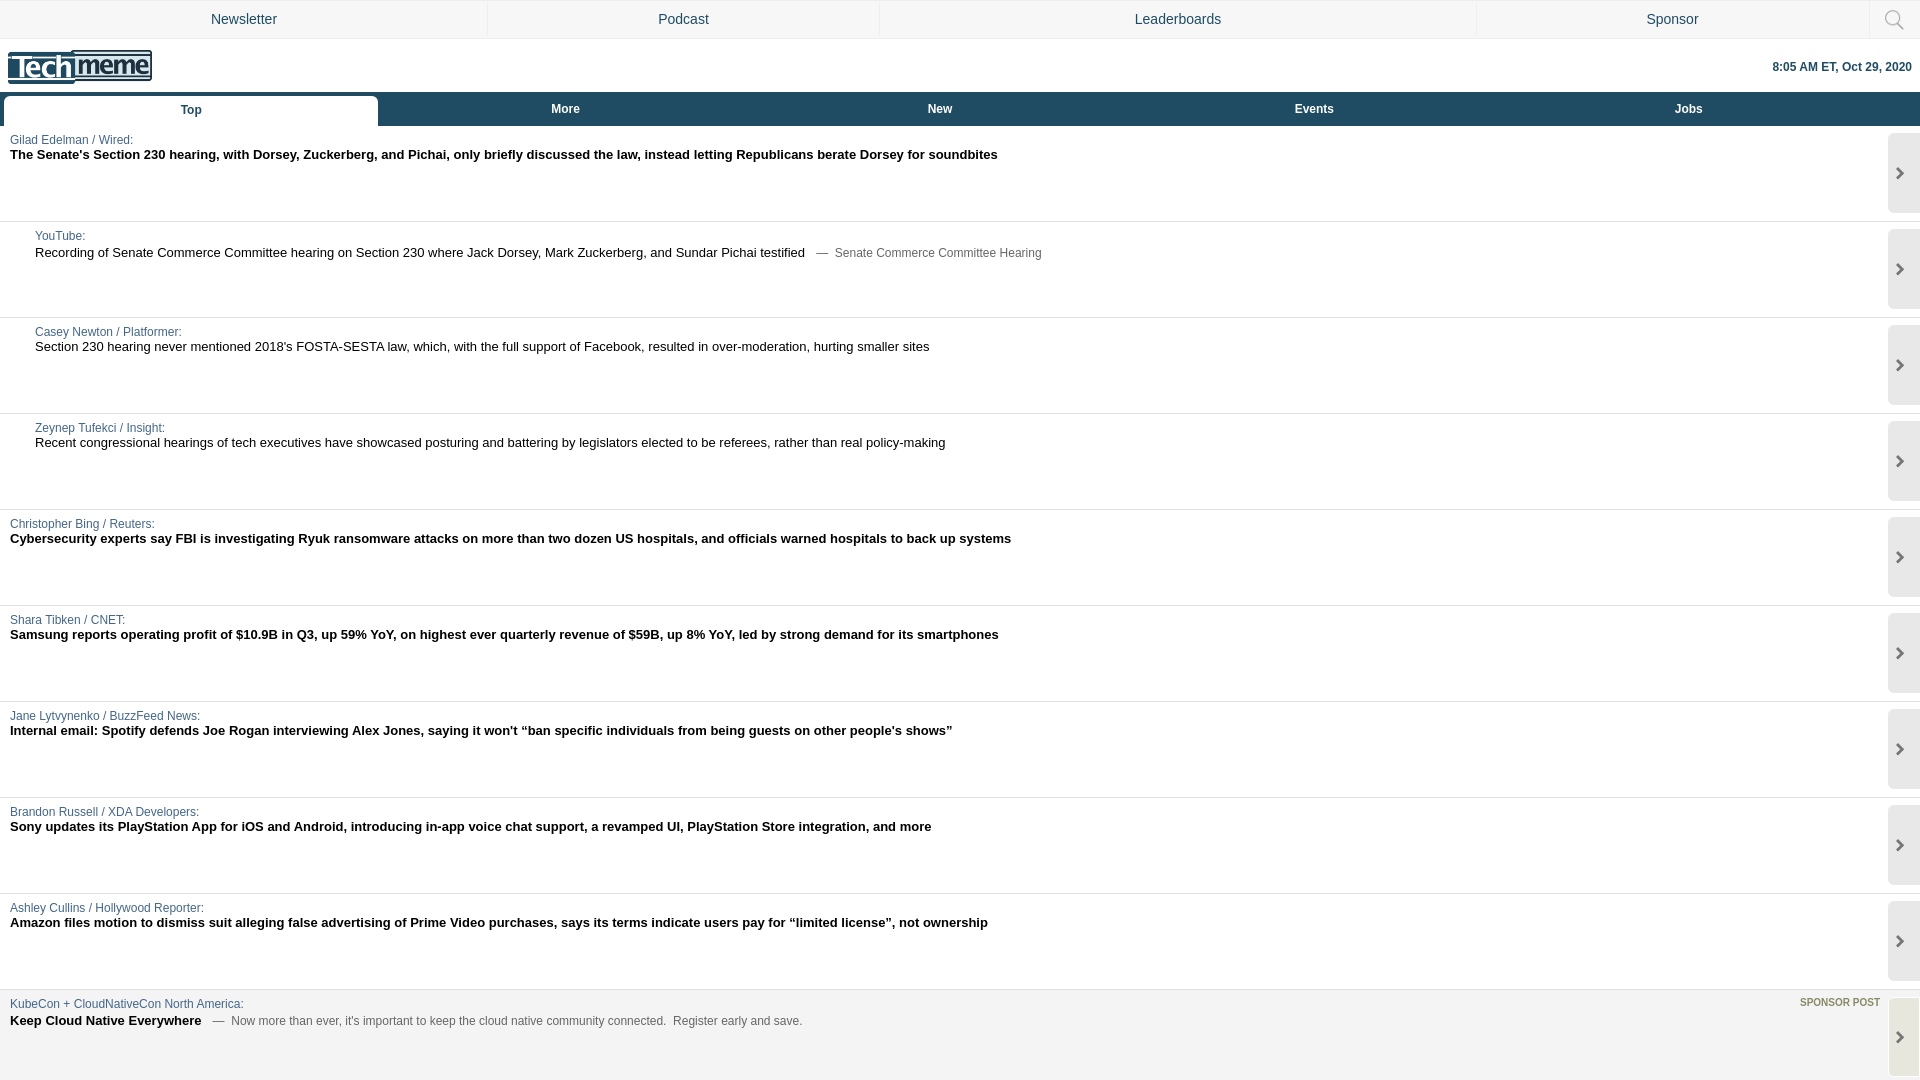 Newsletter
Podcast
Leaderboards
Sponsor
Techmeme
8:05 AM ET, Oct 29, 2020
Top
More
New
Events
Jobs
Gilad Edelman / Wired:
The Senate's Section 230 hearing, with Dorsey, Zuckerberg, and Pichai, only briefly discussed the law, instead letting Republicans berate Dorsey for soundbites
YouTube:
Recording of Senate Commerce Committee hearing on Section 230 where Jack Dorsey, Mark Zuckerberg, and Sundar Pichai testified — Senate Commerce Committee Hearing
Casey Newton / Platformer:
Section 230 hearing never mentioned 2018's FOSTA-SESTA law, which, with the full support of Facebook, resulted in over-moderation, hurting smaller sites
Zeynep Tufekci / Insight:
Recent congressional hearings of tech executives have showcased posturing and battering by legislators elected to be referees, rather than real policy-making
Christopher Bing / Reuters:
Cybersecurity experts say FBI is investigating Ryuk ransomware attacks on more than two dozen US hospitals, and officials warned hospitals to back up systems
Shara Tibken / CNET:
Samsung reports operating profit of $10.9B in Q3, up 59% YoY, on highest ever quarterly revenue of $59B, up 8% YoY, led by strong demand for its smartphones
Jane Lytvynenko / BuzzFeed News:
Internal email: Spotify defends Joe Rogan interviewing Alex Jones, saying it won't “ban specific individuals from being guests on other people's shows”
Brandon Russell / XDA Developers:
Sony updates its PlayStation App for iOS and Android, introducing in-app voice chat support, a revamped UI, PlayStation Store integration, and more
Ashley Cullins / Hollywood Reporter:
Amazon files motion to dismiss suit alleging false advertising of Prime Video purchases, says its terms indicate users pay for “limited license”, not ownership
KubeCon + CloudNativeCon North America:
SPONSOR POST
Keep Cloud Native Everywhere — Now more than ever, it's important to keep the cloud native community connected. Register early and save.